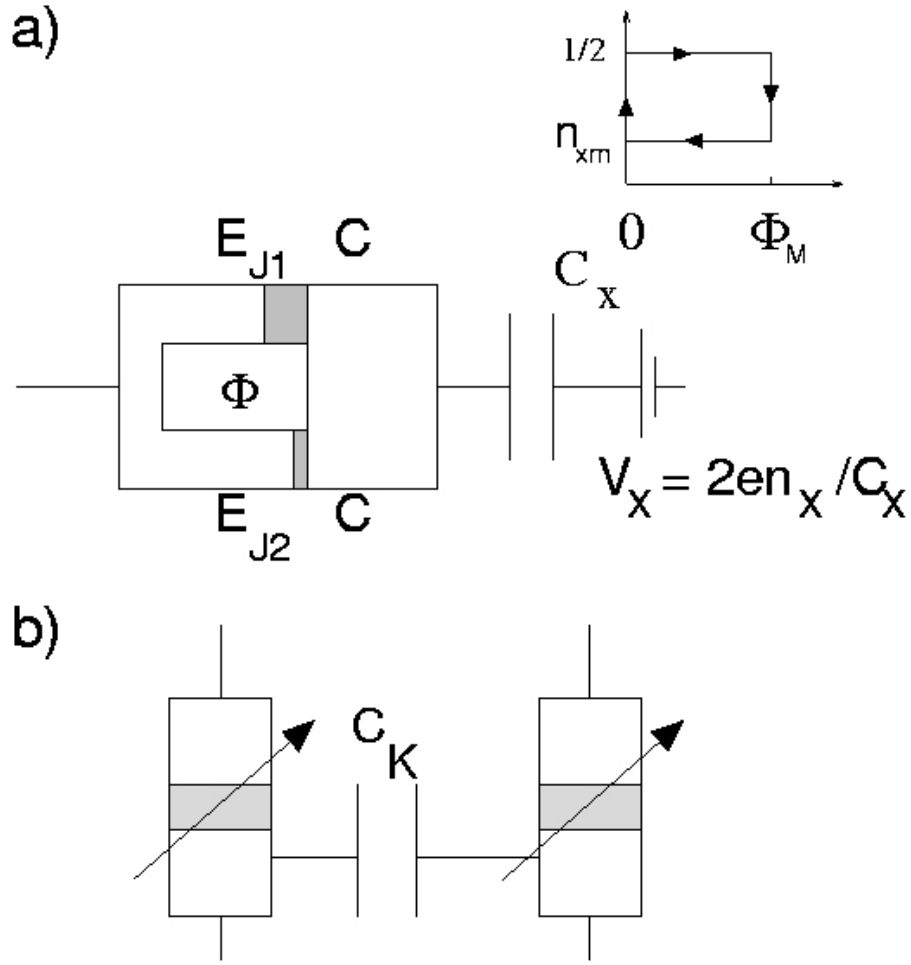 a)
1/2
n_xm
0 Φ_M
E_J1 C
C_x
Φ
V_X = 2en_X/C_X
E_J2 C
b)
C_K